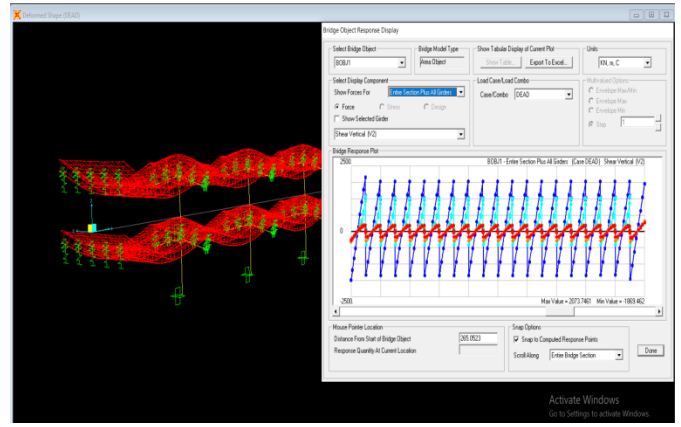 Deformed Shape (DEAD)
Bridge Object Response Display
Select Bridge Object
BOBJ1
Bridge Model Type
Area Object
Show Tabular Display of Current Plot
Show Table...
Export To Excel...
Units
KN, m, C
Select Display Component
Show Forces For
Entire Section Plus All Girders
Force
Stress
Design
Show Selected Girder
Shear Vertical (V2)
Load Case/Load Combo
Case/Combo
DEAD
Multivalued Options
Envelope Max/Min
Envelope Max
Envelope Min
Step
1
Bridge Response Plot
2500.
BOBJ1 - Entire Section Plus All Girders (Case DEAD) Shear Vertical (V2)
0
-2500.
Max Value = 2073.7461 Min Value = -1869.462
Mouse Pointer Location
Distance From Start of Bridge Object
265.0523
Response Quantity At Current Location
Snap Options
Snap to Computed Response Points
Scroll Along
Entire Bridge Section
Done
Activate Windows
Go to Settings to activate Windows.